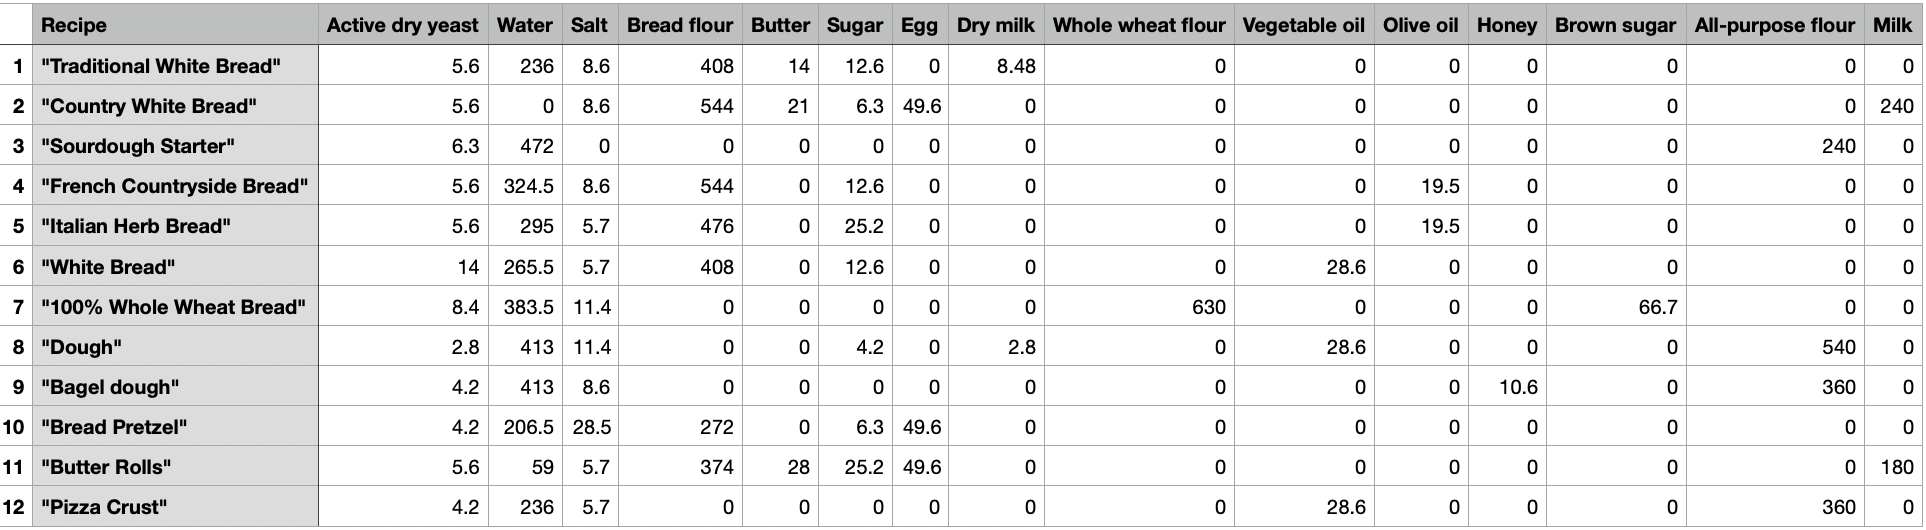 Recipe Active dry yeast Water Salt Bread flour Butter Sugar Egg Dry milk Whole wheat flour Vegetable oil Olive oil Honey Brown sugar All-purpose flour Milk
1 "Traditional White Bread" 5.6 236 8.6 408 14 12.6 0 8.48 0 0 0 0 0 0 0
2 "Country White Bread" 5.6 0 8.6 544 21 6.3 49.6 0 0 0 0 0 0 0 240
3 "Sourdough Starter" 6.3 472 0 0 0 0 0 0 0 0 0 0 0 240 0
4 "French Countryside Bread" 5.6 324.5 8.6 544 0 12.6 0 0 0 0 19.5 0 0 0 0
5 "Italian Herb Bread" 5.6 295 5.7 476 0 25.2 0 0 0 0 19.5 0 0 0 0
6 "White Bread" 14 265.5 5.7 408 0 12.6 0 0 0 28.6 0 0 0 0 0
7 "100% Whole Wheat Bread" 8.4 383.5 11.4 0 0 0 0 0 630 0 0 0 66.7 0 0
8 "Dough" 2.8 413 11.4 0 0 4.2 0 2.8 0 28.6 0 0 0 540 0
9 "Bagel dough" 4.2 413 8.6 0 0 0 0 0 0 0 0 10.6 0 360 0
10 "Bread Pretzel" 4.2 206.5 28.5 272 0 6.3 49.6 0 0 0 0 0 0 0 0
11 "Butter Rolls" 5.6 59 5.7 374 28 25.2 49.6 0 0 0 0 0 0 0 180
12 "Pizza Crust" 4.2 236 5.7 0 0 0 0 0 0 28.6 0 0 0 360 0